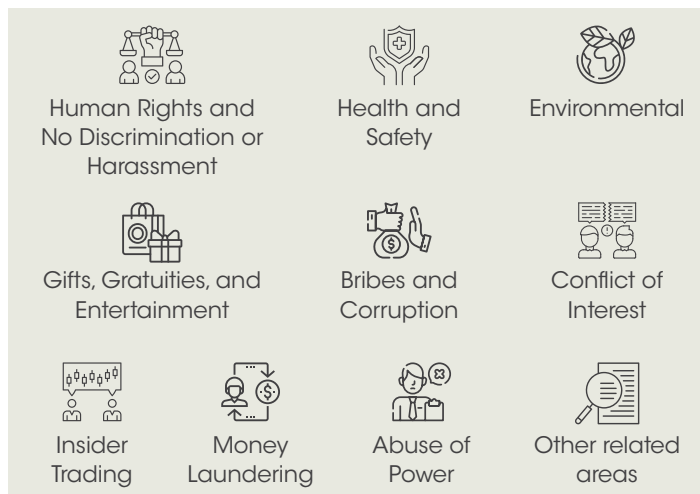 Human Rights and
No Discrimination or
Harassment
Health and
Safety
Environmental
Gifts, Gratuities, and
Entertainment
Bribes and
Corruption
Conflict of
Interest
Insider
Trading
Money
Laundering
Abuse of
Power
Other related
areas